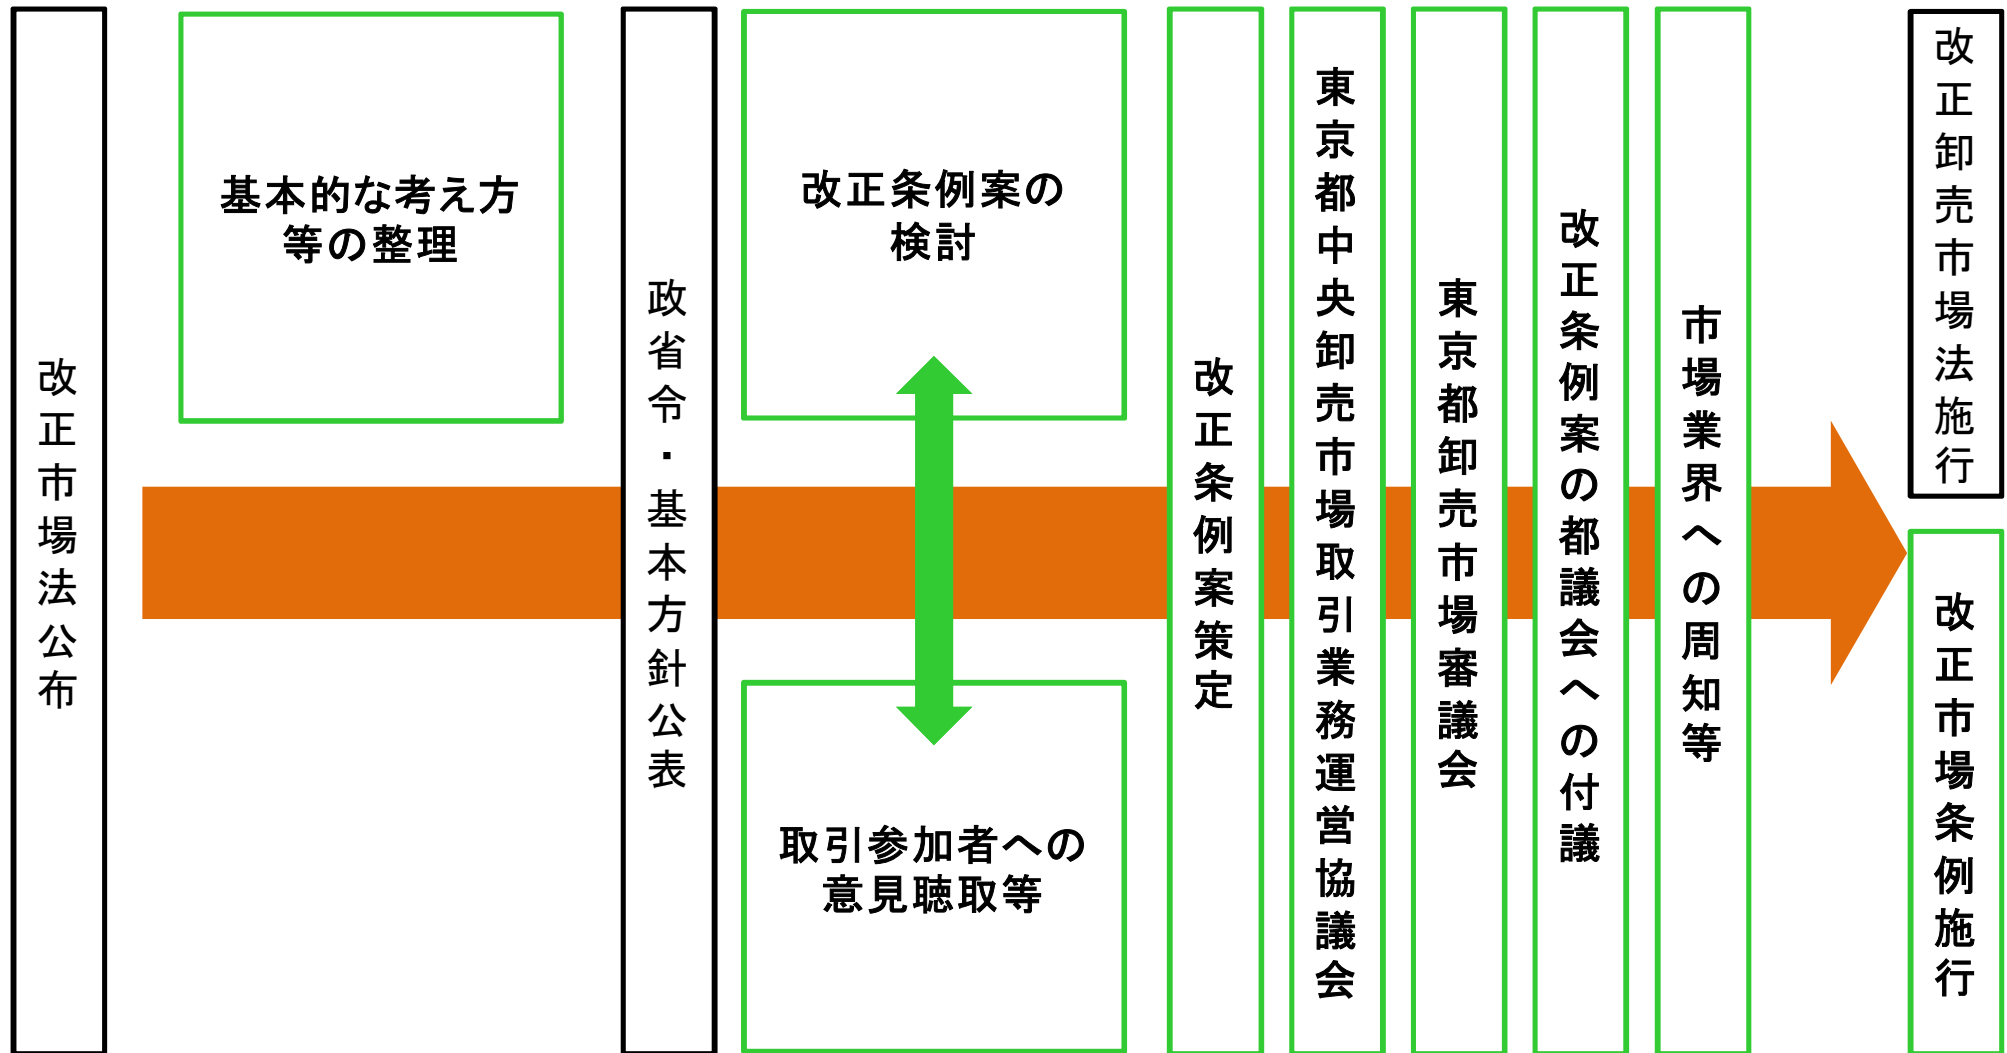 改正市場法公布
基本的な考え方
等の整理
政省令・基本方針公表
改正条例案の
検討
取引参加者への
意見聴取等
改正条例案策定
東京都中央卸売市場取引業務運営協議会
東京都卸売市場審議会
改正条例案の都議会への付議
市場業界への周知等
改正卸売市場法施行
改正市場条例施行